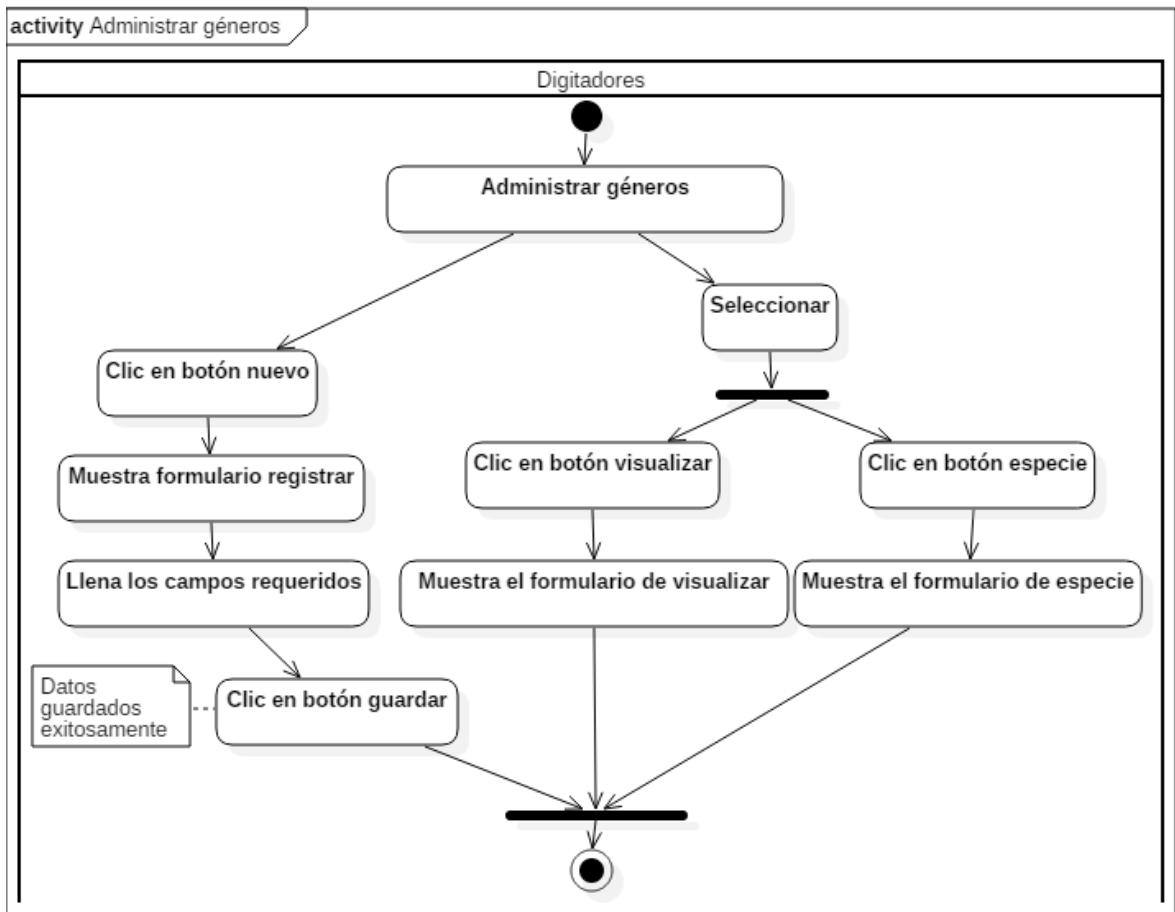 activity Administrar géneros
Digitadores
Administrar géneros
Seleccionar
Clic en botón nuevo
Clic en botón visualizar
Clic en botón especie
Muestra formulario registrar
Llena los campos requeridos
Muestra el formulario de visualizar
Muestra el formulario de especie
Datos
guardados
exitosamente
Clic en botón guardar